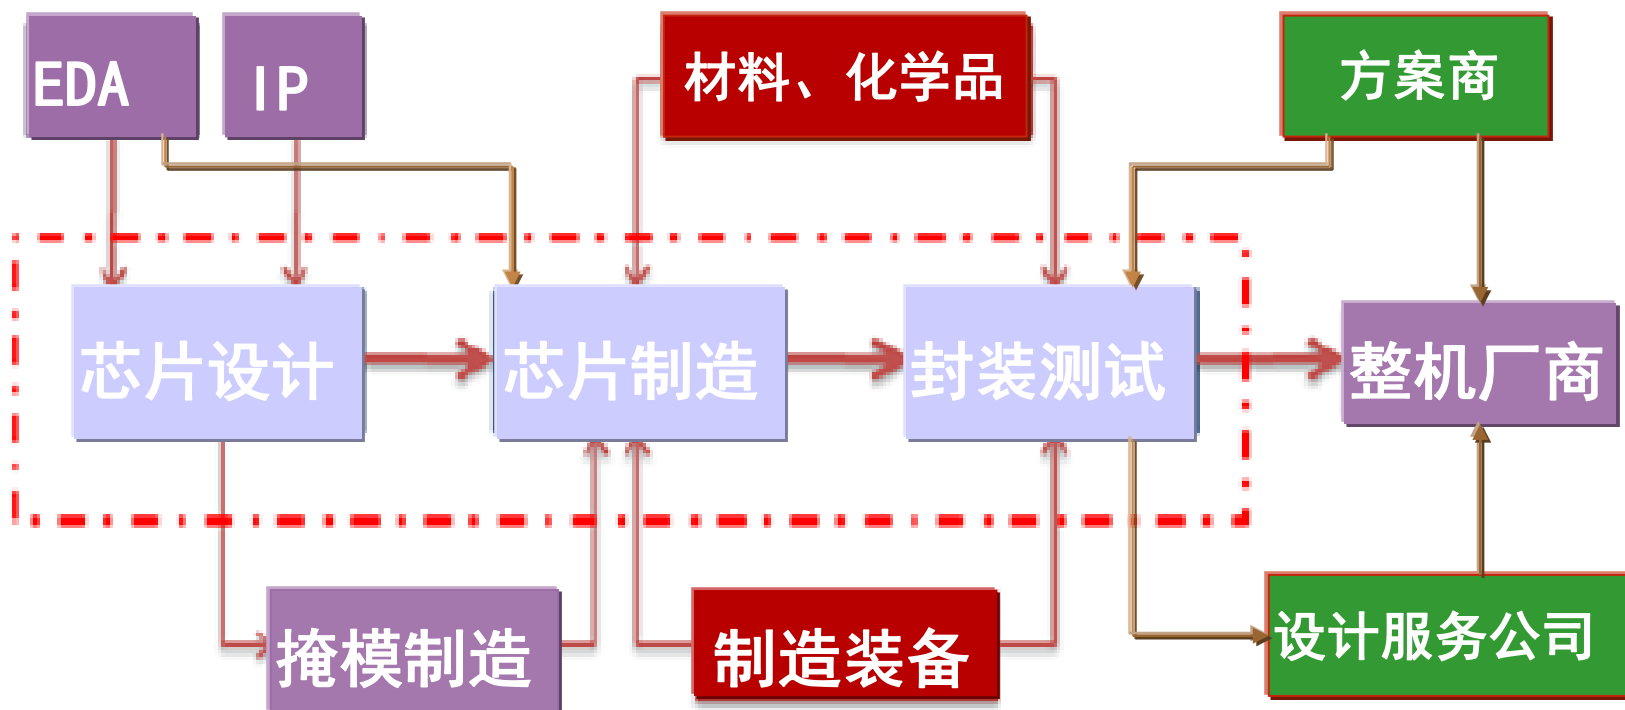 EDA
IP
材料、化学品
方案商
芯片设计
芯片制造
封装测试
整机厂商
掩模制造
制造装备
设计服务公司